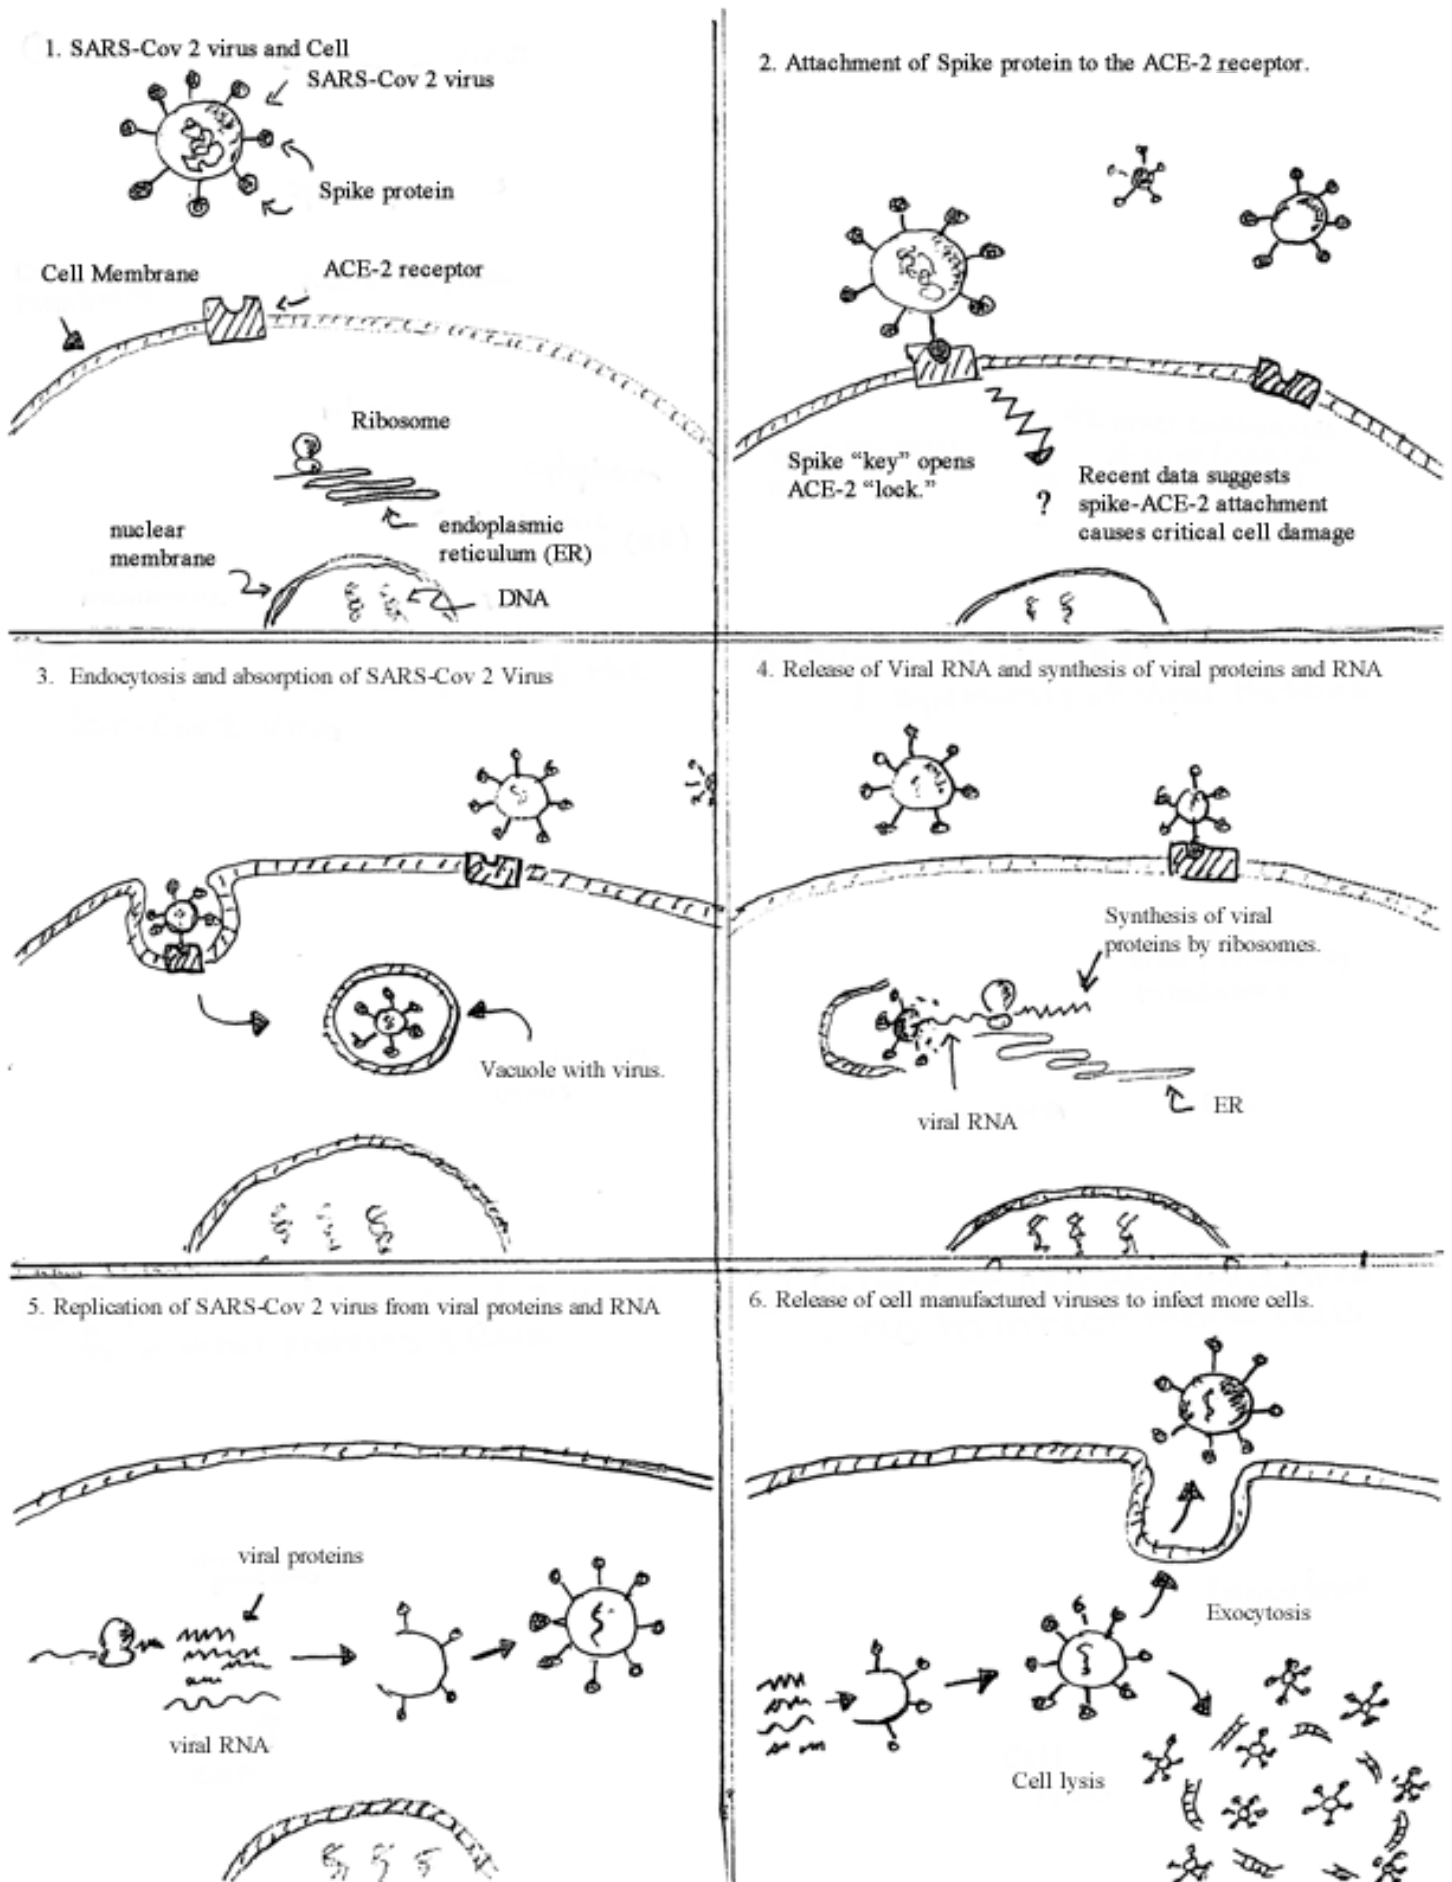 1. SARS-Cov 2 virus and Cell
SARS-Cov 2 virus
Spike protein
Cell Membrane
ACE-2 receptor
Ribosome
endoplasmic
reticulum (ER)
nuclear
membrane
DNA
2. Attachment of Spike protein to the ACE-2 receptor.
Spike “key” opens
ACE-2 “lock.”
?
Recent data suggests
spike-ACE-2 attachment
causes critical cell damage
3. Endocytosis and absorption of SARS-Cov 2 Virus
Vacuole with virus.
4. Release of Viral RNA and synthesis of viral proteins and RNA
Synthesis of viral
proteins by ribosomes.
viral RNA
ER
5. Replication of SARS-Cov 2 virus from viral proteins and RNA
viral proteins
viral RNA
6. Release of cell manufactured viruses to infect more cells.
Exocytosis
Cell lysis